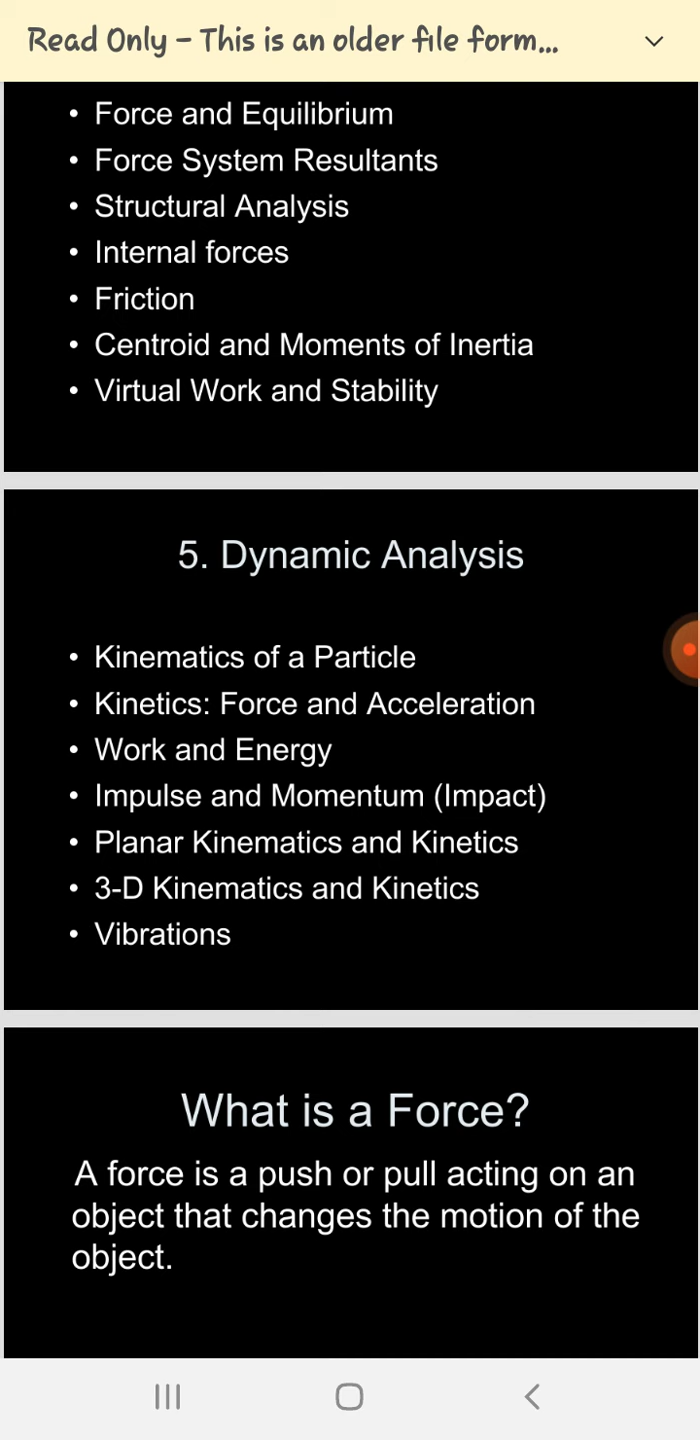 Read Only – This is an older file form...
• Force and Equilibrium
• Force System Resultants
• Structural Analysis
• Internal forces
• Friction
• Centroid and Moments of Inertia
• Virtual Work and Stability
5. Dynamic Analysis
• Kinematics of a Particle
• Kinetics: Force and Acceleration
• Work and Energy
• Impulse and Momentum (Impact)
• Planar Kinematics and Kinetics
• 3-D Kinematics and Kinetics
• Vibrations
What is a Force?
A force is a push or pull acting on an
object that changes the motion of the
object.